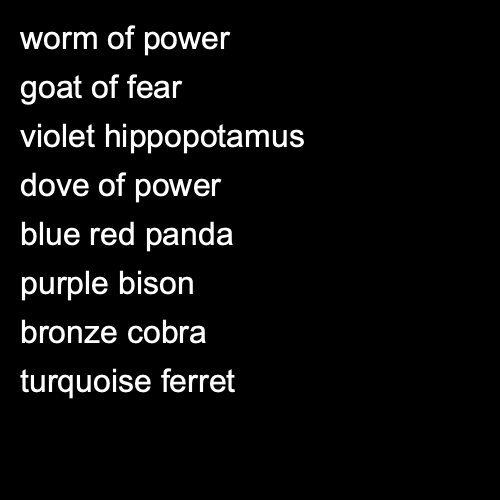 worm of power
goat of fear
violet hippopotamus
dove of power
blue red panda
purple bison
bronze cobra
turquoise ferret